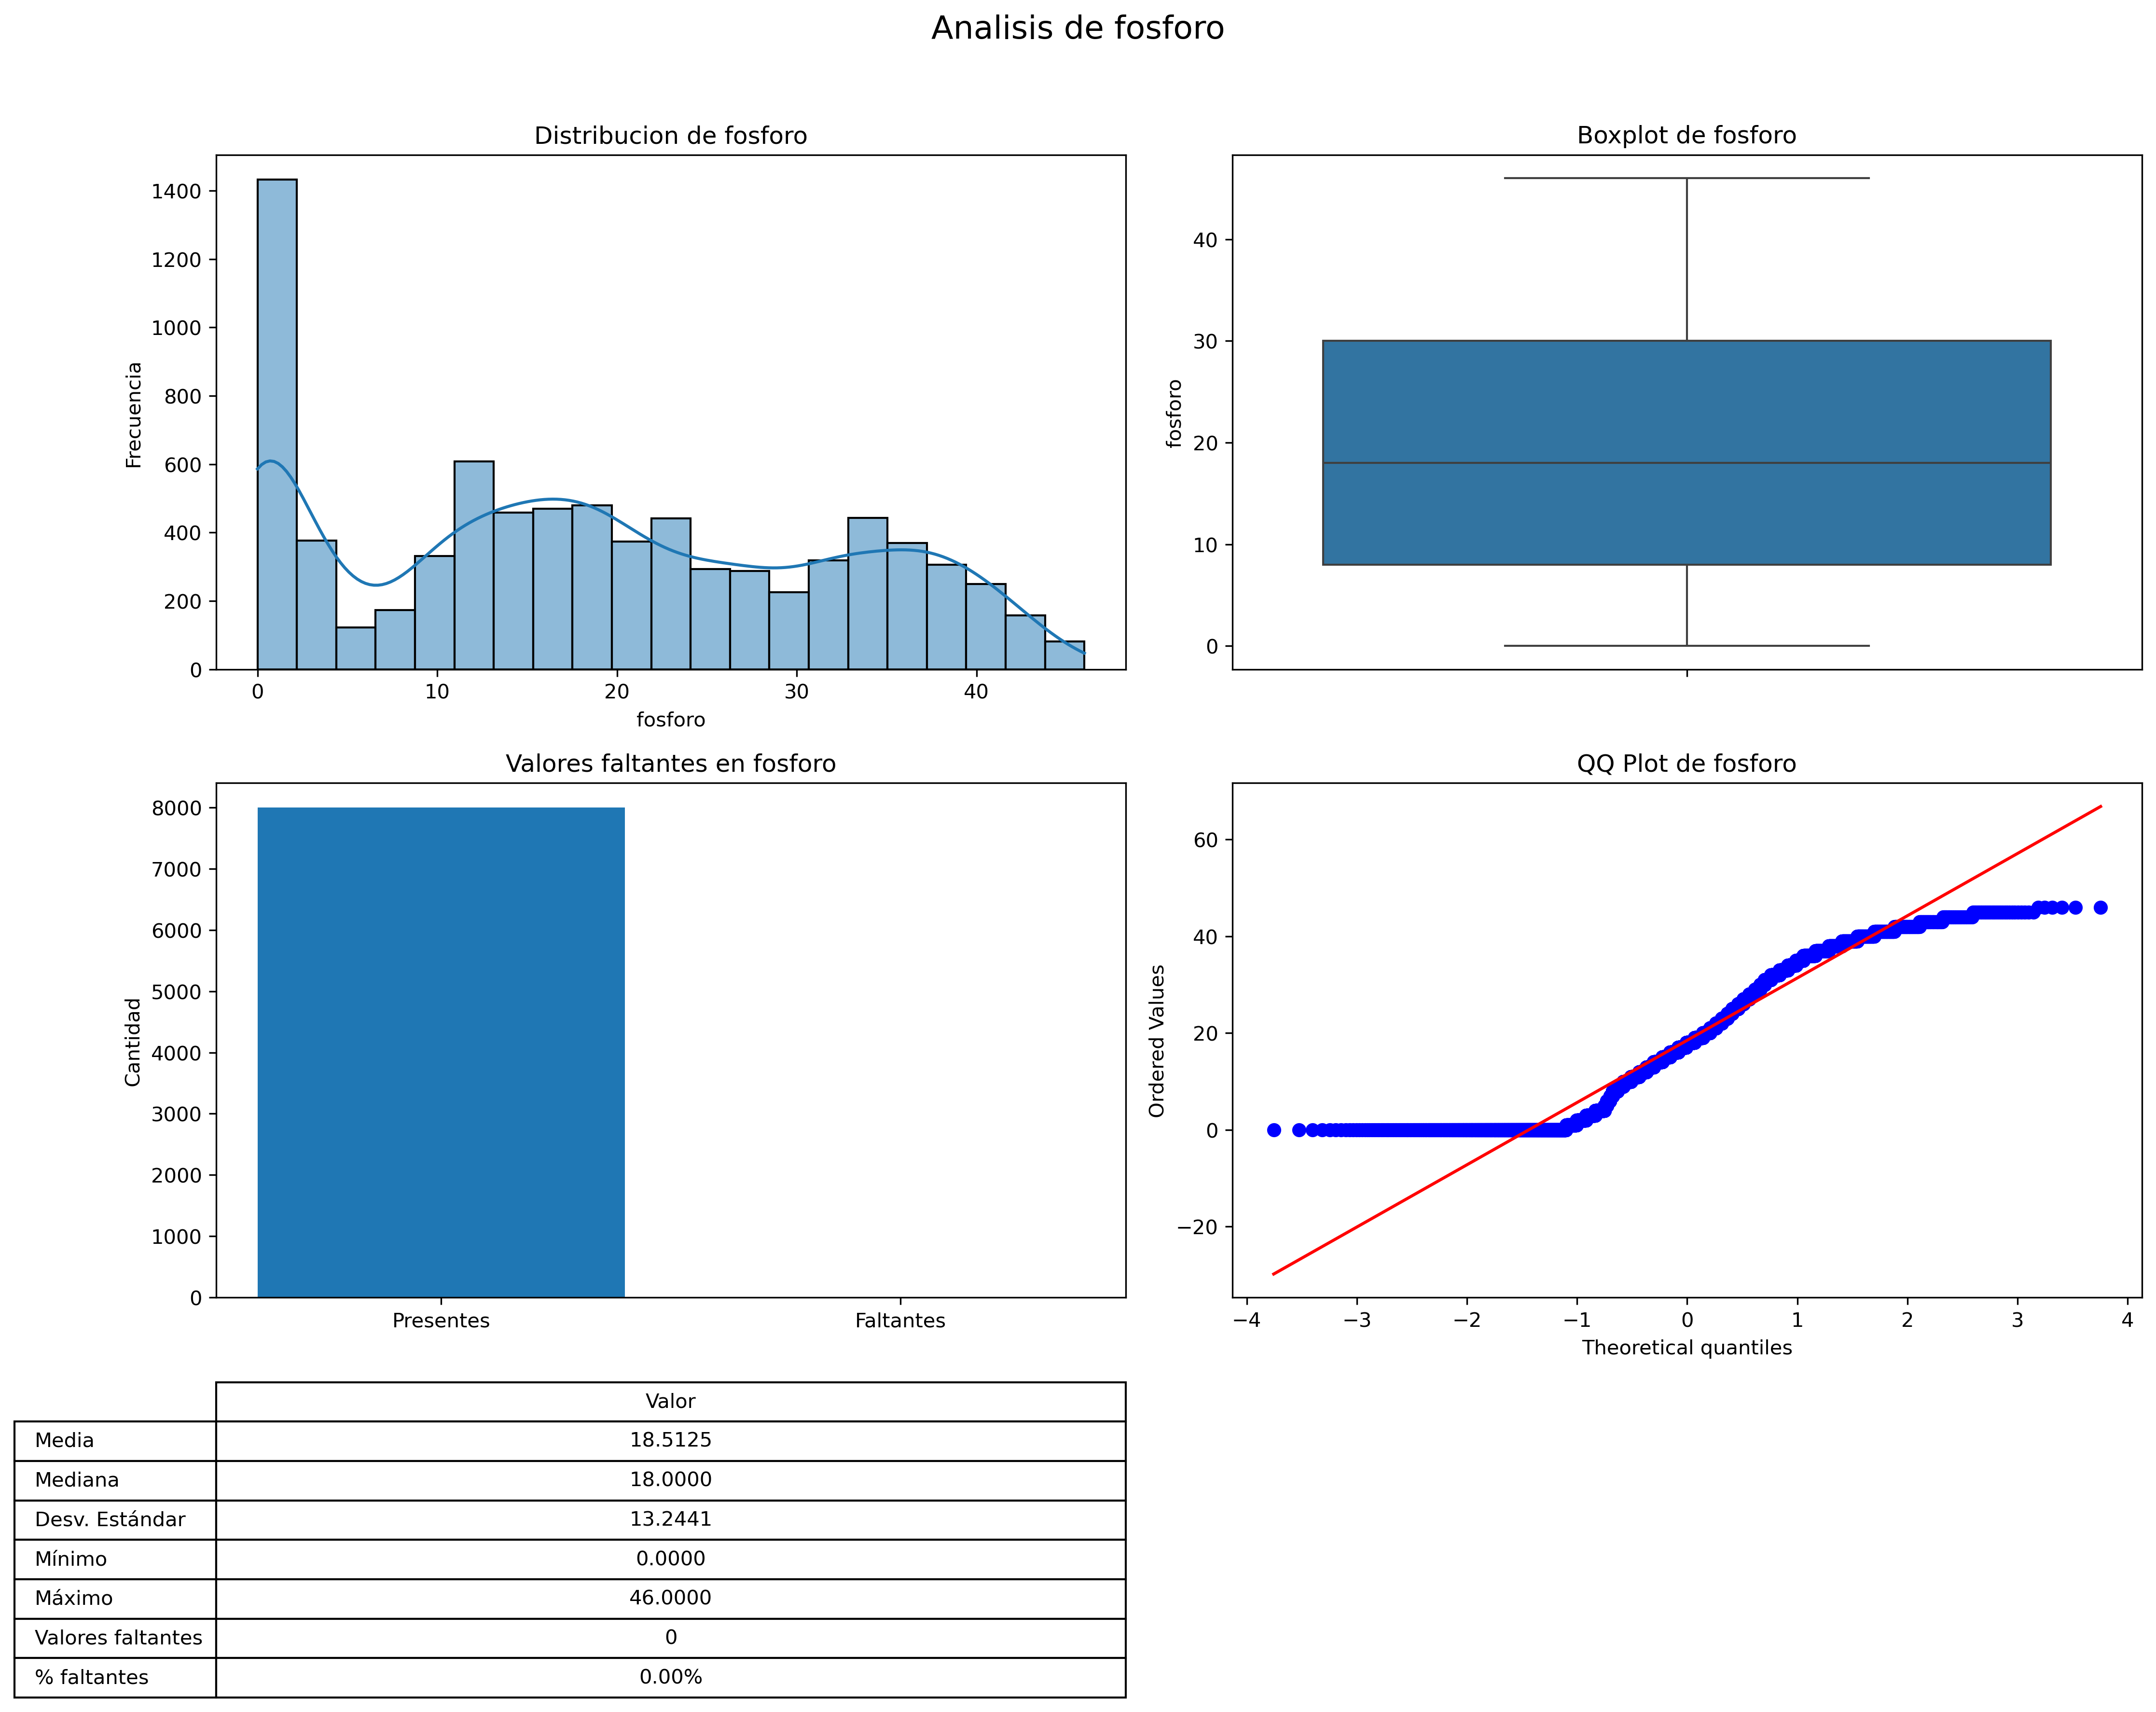 Analisis de fosforo
Distribucion de fosforo
Frecuencia
1400
1200
1000
800
600
400
200
0
0 10 20 30 40
fosforo
Boxplot de fosforo
fosforo
40
30
20
10
0
Valores faltantes en fosforo
Cantidad
8000
7000
6000
5000
4000
3000
2000
1000
0
Presentes Faltantes
QQ Plot de fosforo
Ordered Values
60
40
20
0
−20
−4 −3 −2 −1 0 1 2 3 4
Theoretical quantiles
Valor
Media 18.5125
Mediana 18.0000
Desv. Estándar 13.2441
Mínimo 0.0000
Máximo 46.0000
Valores faltantes 0
% faltantes 0.00%